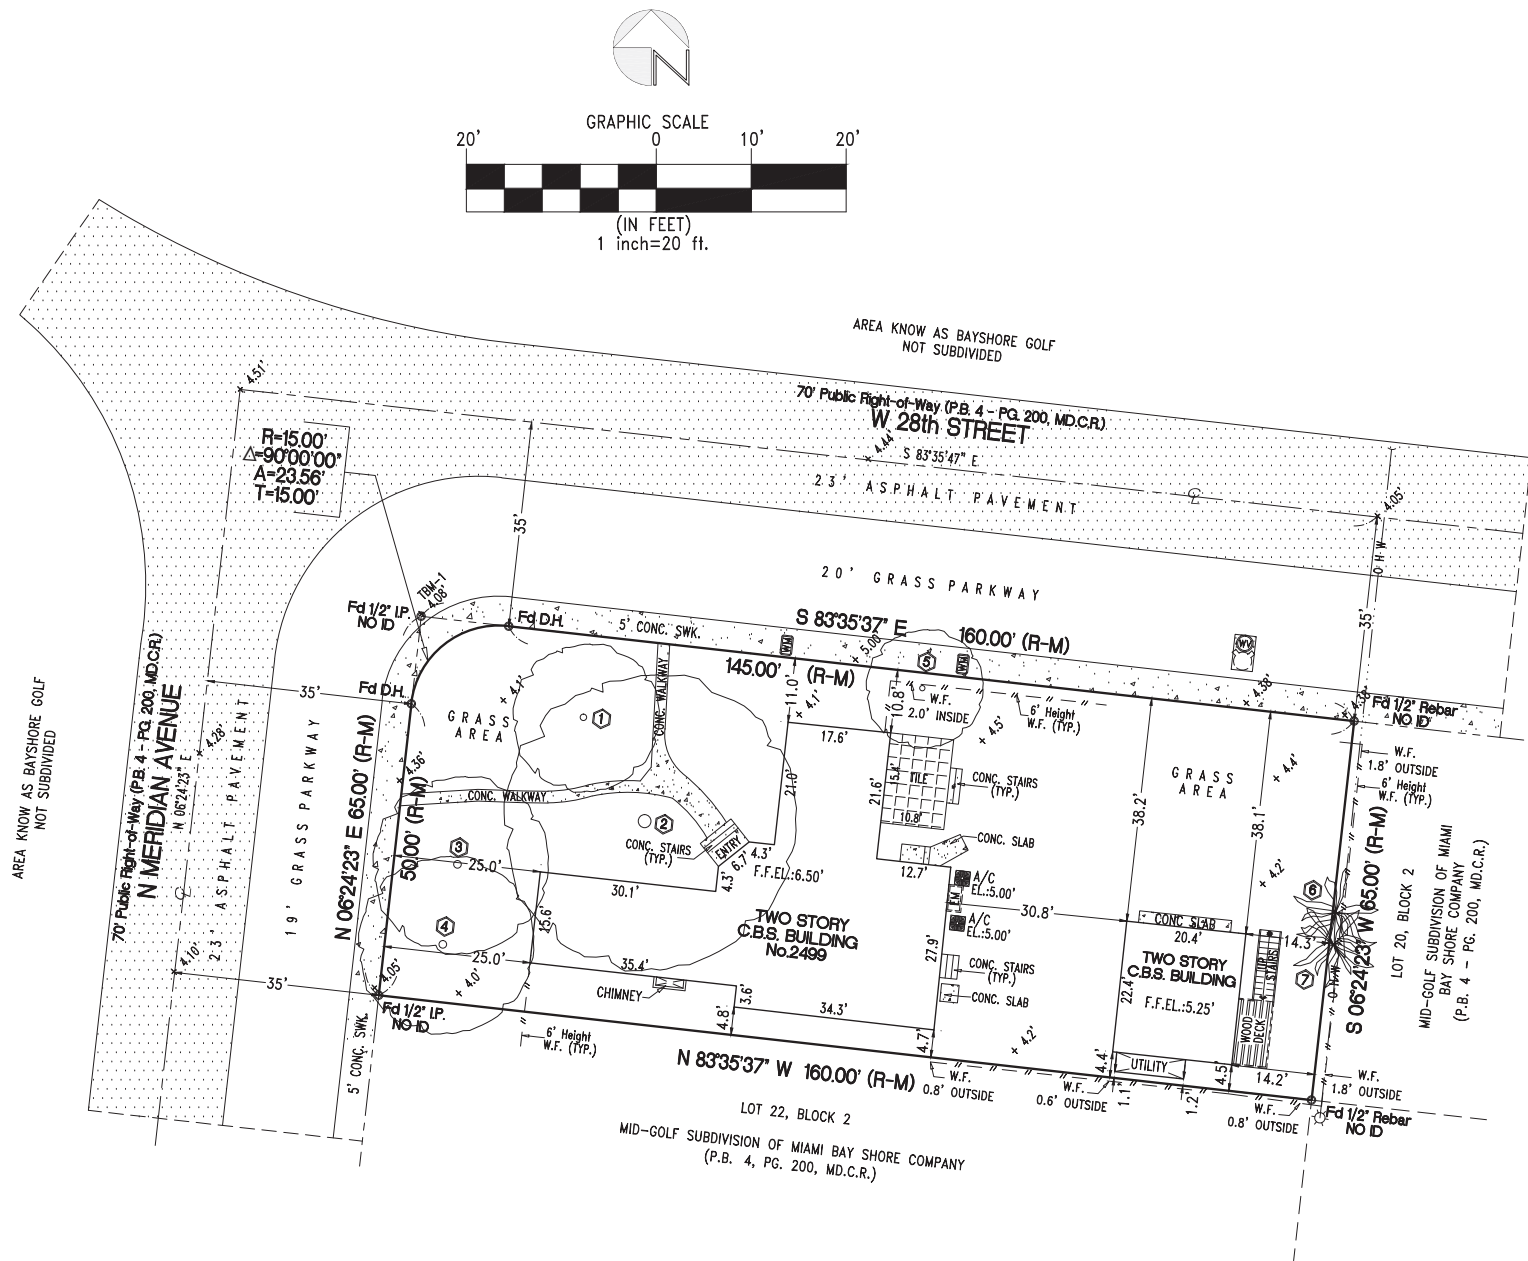 N
GRAPHIC SCALE
20' 0 10' 20'
(IN FEET)
1 inch=20 ft.
AREA KNOW AS BAYSHORE GOLF
NOT SUBDIVIDED
70' Public Right-of-Way (P.B. 4 - PG. 200, M.D.C.R.)
W 28th STREET
4.44'
S 83°35'47" E
23' ASPHALT PAVEMENT
4.51'
R=15.00'
△=90°00'00"
A=23.56'
T=15.00'
35'
4.05'
O H W
35'
20' GRASS PARKWAY
TBM-1
4.08'
Fd 1/2" I.P.
NO ID
Fd D.H.
5' CONC. SWK.
S 83°35'37" E 160.00' (R-M)
145.00' (R-M)
WM
5.00'
5
WM
WV
4.38'
Fd 1/2" Rebar
NO ID
35'
Fd D.H.
4.1'
GRASS
AREA
1
CONC. WALKWAY
11.0'
4.1'
10.8'
W.F.
2.0' INSIDE
6' Height
W.F. (TYP.)
4.5'
17.6'
21.0'
21.6'
15.4'
TILE
10.8'
CONC. STAIRS
(TYP.)
CONC. SLAB
12.7'
38.2'
38.1'
GRASS
AREA
4.4'
4.2'
W.F.
1.8' OUTSIDE
6' Height
W.F. (TYP.)
AREA KNOW AS BAYSHORE GOLF
NOT SUBDIVIDED
70' Public Right-of-Way (P.B. 4 - PG. 200, M.D.C.R.)
N MERIDIAN AVENUE
N 06°24'23" E
4.28'
4.10'
23' ASPHALT PAVEMENT
19' GRASS PARKWAY
N 06°24'23" E 65.00' (R-M)
50.00' (R-M)
4.36'
CONC. WALKWAY
2
3
4
CONC. STAIRS
(TYP.)
ENTRY
4.3'
6.7'
4.3'
F.F.EL.:6.50'
25.0'
30.1'
15.6'
TWO STORY
C.B.S. BUILDING
No.2499
A/C
EL.:5.00'
EM
A/C
EL.:5.00'
30.8'
27.9'
CONC. STAIRS
(TYP.)
CONC. SLAB
25.0'
35.4'
CHIMNEY
3.6'
34.3'
4.8'
4.7'
4.2'
35'
4.05'
4.0'
Fd 1/2" I.P.
NO ID
5' CONC. SWK.
6' Height
W.F. (TYP.)
CONC SLAB
20.4'
14.3'
TWO STORY
C.B.S. BUILDING
F.F.EL.:5.25'
22.4'
STAIRS
WOOD
DECK
UTILITY
4.4'
4.5'
14.2'
1.1'
1.2'
6
7
O H W
S 06°24'23" W 65.00' (R-M)
LOT 20, BLOCK 2
MID-GOLF SUBDIVISION OF MIAMI
BAY SHORE COMPANY
(P.B. 4 - PG. 200, MD.C.R.)
N 83°35'37" W 160.00' (R-M)
W.F.
0.8' OUTSIDE
W.F.
0.6' OUTSIDE
W.F.
0.8' OUTSIDE
W.F.
1.8' OUTSIDE
Fd 1/2" Rebar
NO ID
LOT 22, BLOCK 2
MID-GOLF SUBDIVISION OF MIAMI BAY SHORE COMPANY
(P.B. 4, PG. 200, MD.C.R.)